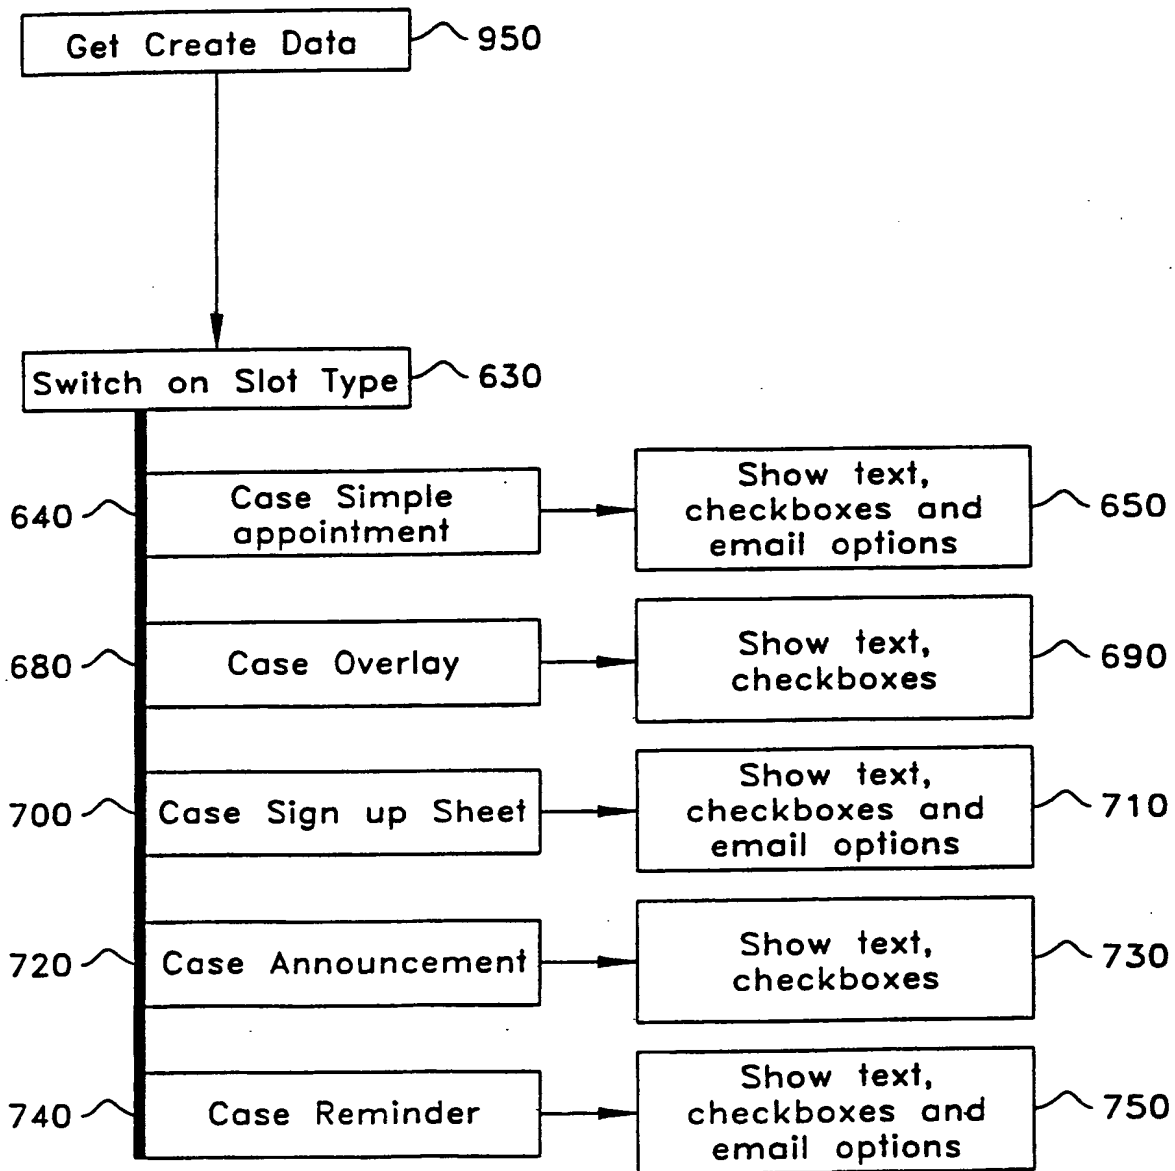 Get Create Data
950
Switch on Slot Type
630
640
Case Simple
appointment
Show text,
checkboxes and
email options
650
680
Case Overlay
Show text,
checkboxes
690
700
Case Sign up Sheet
Show text,
checkboxes and
email options
710
720
Case Announcement
Show text,
checkboxes
730
740
Case Reminder
Show text,
checkboxes and
email options
750